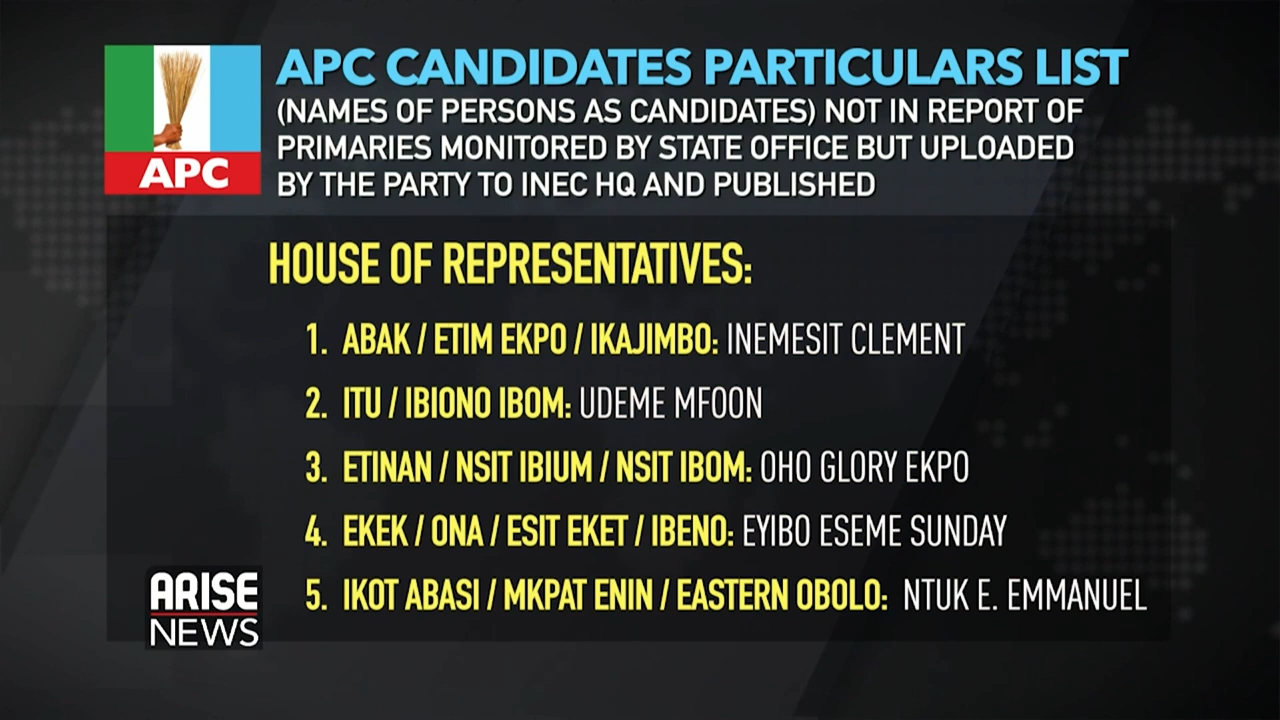 APC CANDIDATES PARTICULARS LIST
(NAMES OF PERSONS AS CANDIDATES) NOT IN REPORT OF
PRIMARIES MONITORED BY STATE OFFICE BUT UPLOADED
BY THE PARTY TO INEC HQ AND PUBLISHED
APC
HOUSE OF REPRESENTATIVES:
1. ABAK / ETIM EKPO / IKAJIMBO: INEMESIT CLEMENT
2. ITU / IBIONO IBOM: UDEME MFOON
3. ETINAN / NSIT IBIUM / NSIT IBOM: OHO GLORY EKPO
4. EKEK / ONA / ESIT EKET / IBENO: EYIBO ESEME SUNDAY
5. IKOT ABASI / MKPAT ENIN / EASTERN OBOLO: NTUK E. EMMANUEL
ARISE
NEWS